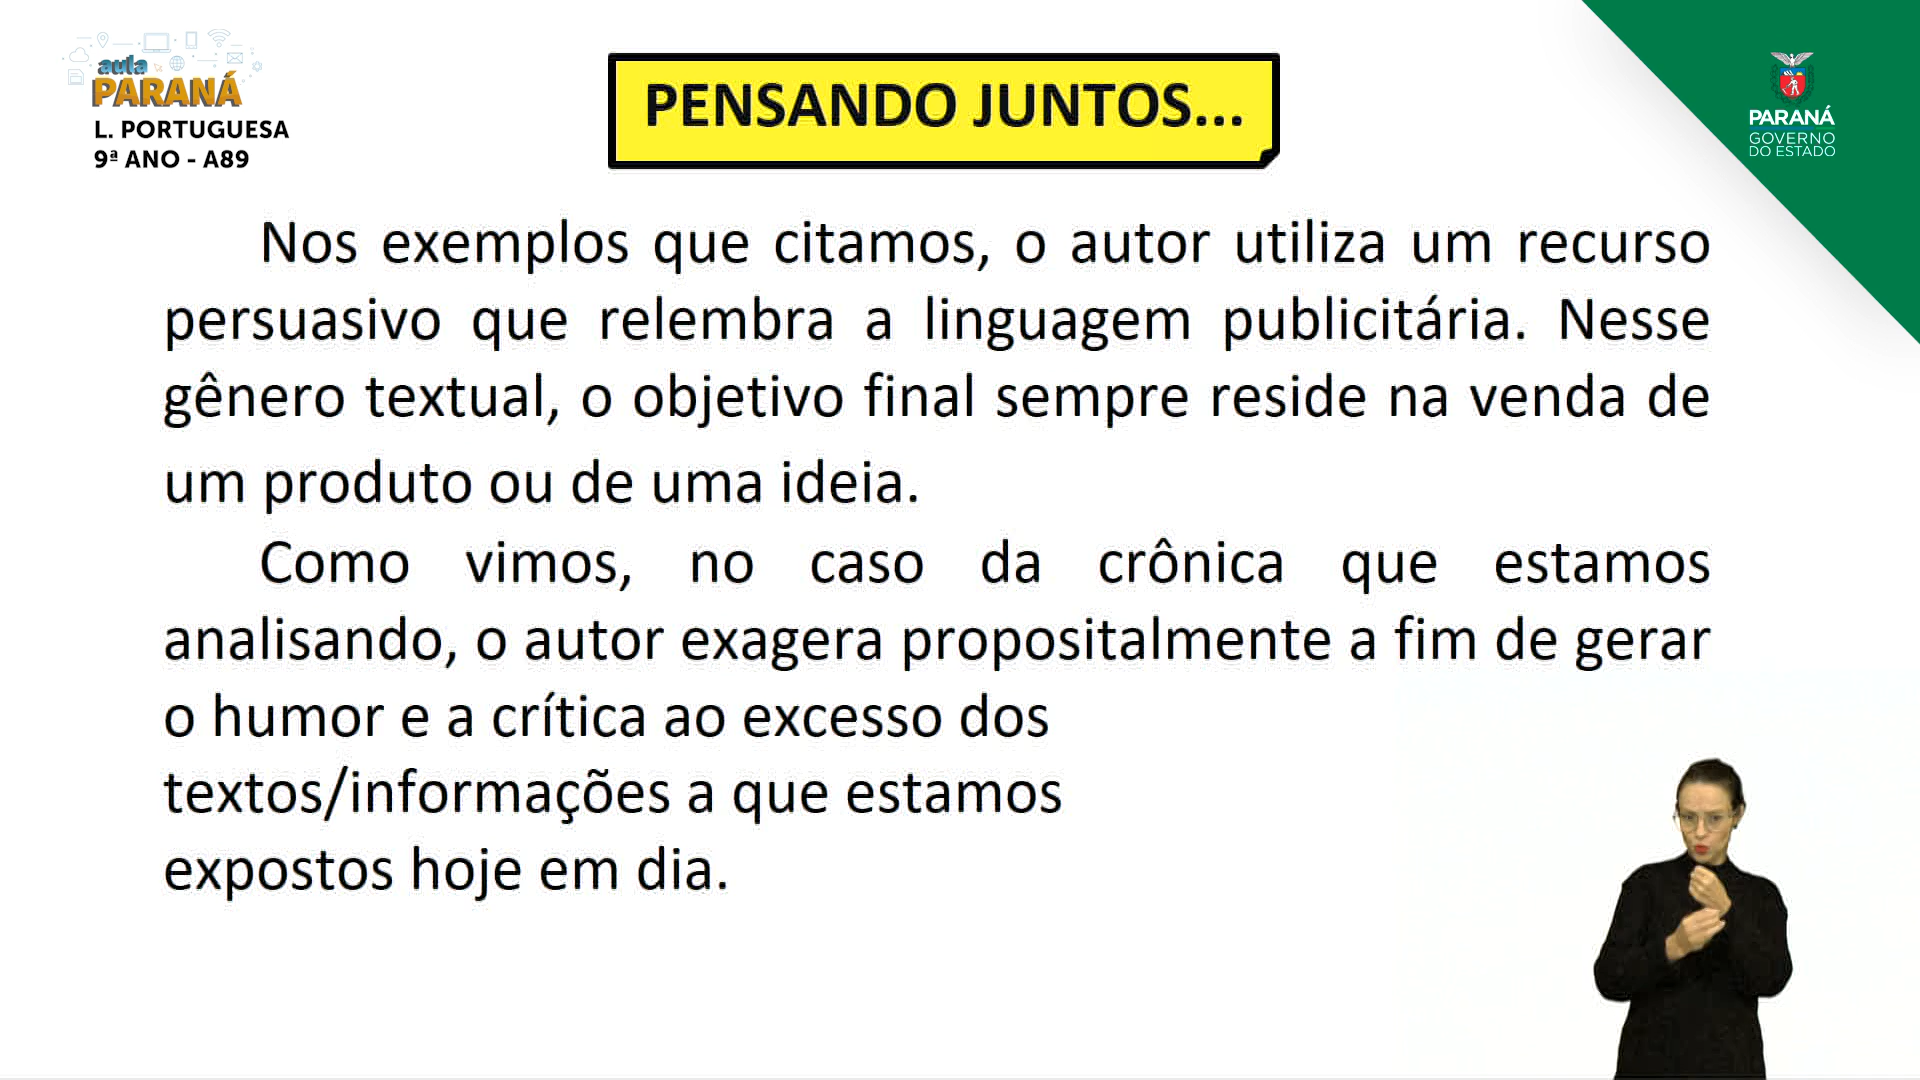 aula
PARANÁ
L. PORTUGUESA
9ª ANO - A89
PENSANDO JUNTOS...
PARANÁ
GOVERNO
DO ESTADO
Nos exemplos que citamos, o autor utiliza um recurso
persuasivo que relembra a linguagem publicitária. Nesse
gênero textual, o objetivo final sempre reside na venda de
um produto ou de uma ideia.
Como vimos, no caso da crônica que estamos
analisando, o autor exagera propositalmente a fim de gerar
o humor e a crítica ao excesso dos
textos/informações a que estamos
expostos hoje em dia.